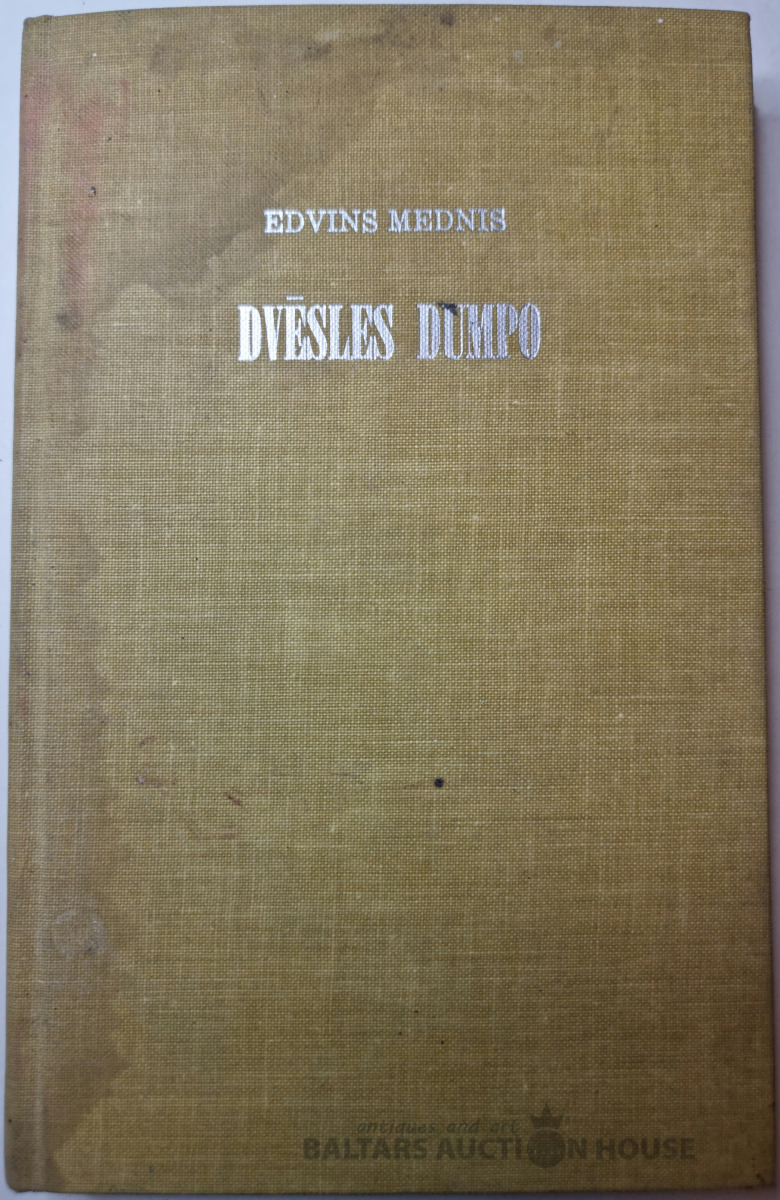 EDVINS MEDNIS
DVĒSLES DUMPO
antiques and art
BALTARS AUCTION HOUSE